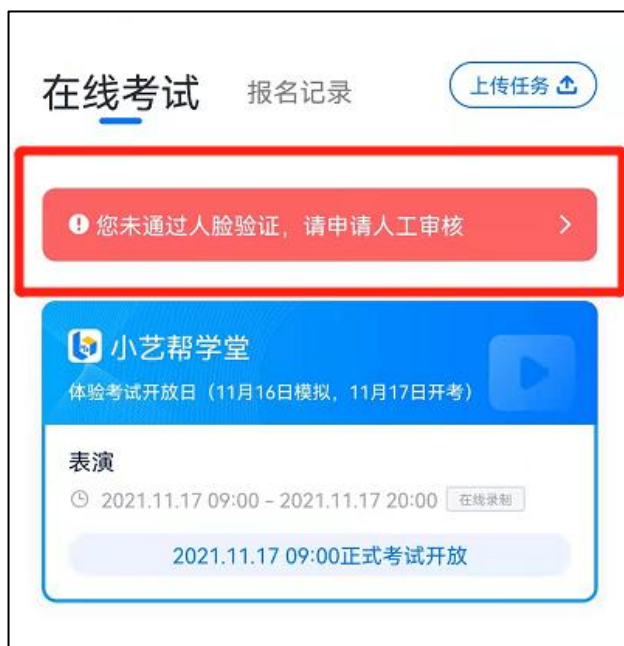 在线考试 报名记录 上传任务
您未通过人脸验证，请申请人工审核
小艺帮学堂
体验考试开放日（11月16日模拟，11月17日开考）
表演
2021.11.17 09:00 - 2021.11.17 20:00 在线录制
2021.11.17 09:00正式考试开放